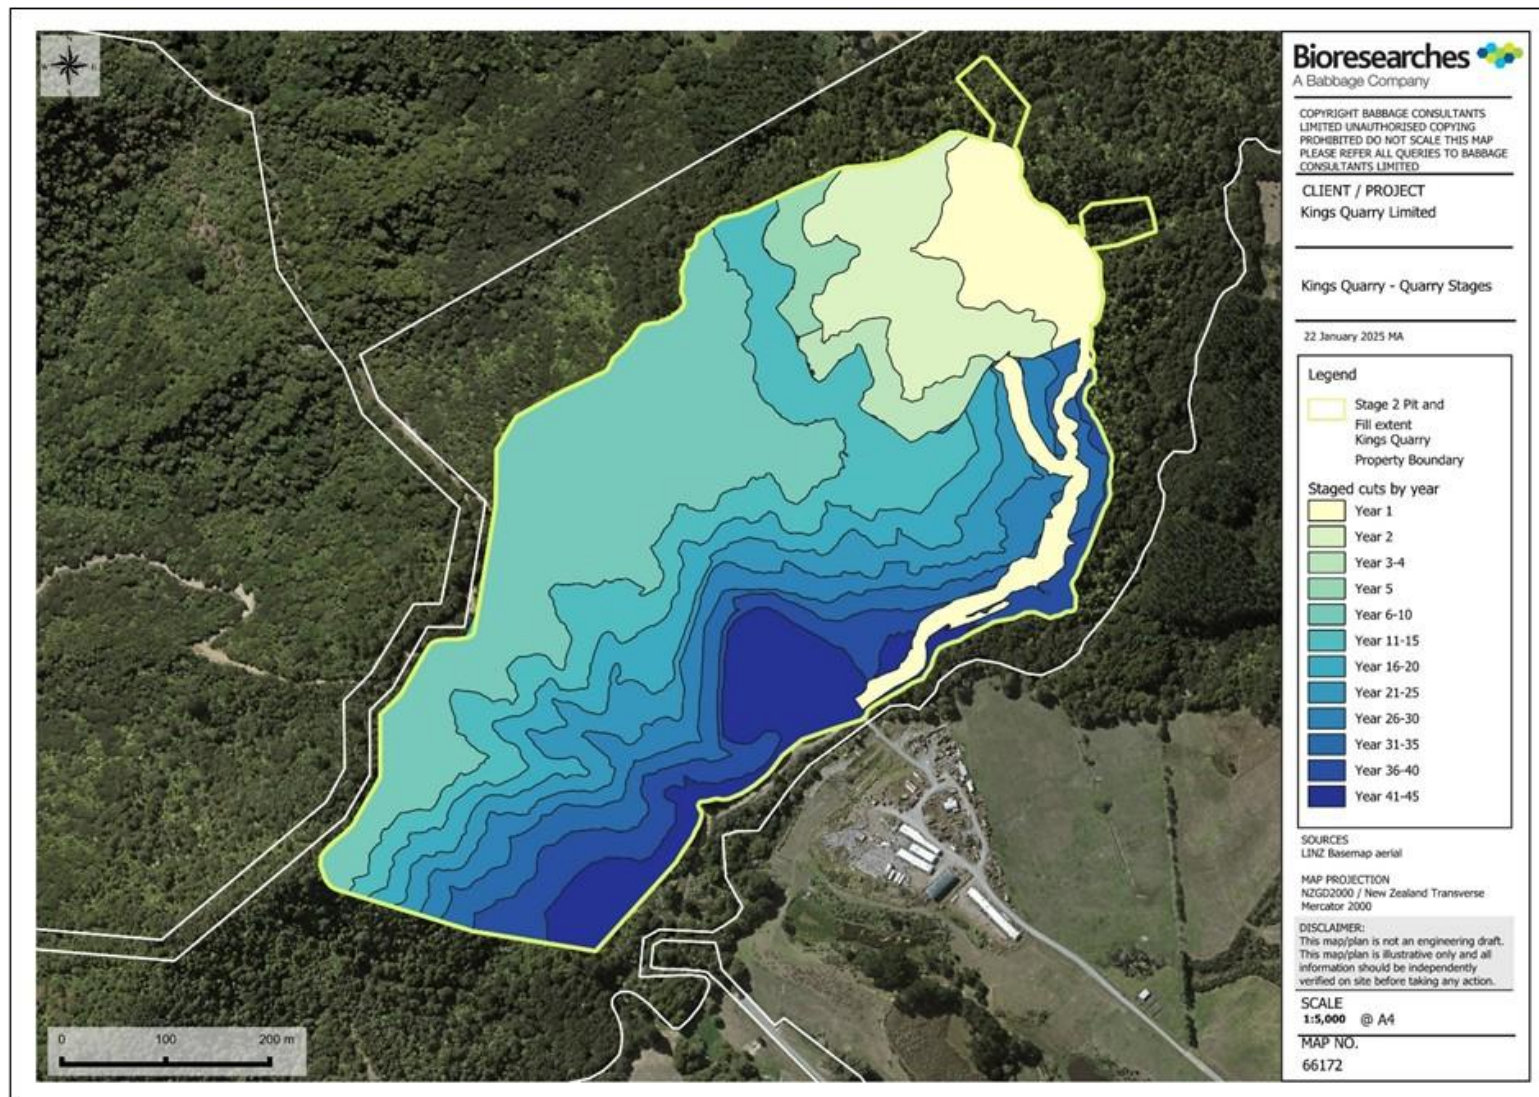 Bioresearches
A Babbage Company
COPYRIGHT BABBAGE CONSULTANTS
LIMITED UNAUTHORISED COPYING
PROHIBITED DO NOT SCALE THIS MAP
PLEASE REFER ALL QUERIES TO BABBAGE
CONSULTANTS LIMITED
CLIENT / PROJECT
Kings Quarry Limited
Kings Quarry - Quarry Stages
22 January 2025 MA
Legend
Stage 2 Pit and
Fill extent
Kings Quarry
Property Boundary
Staged cuts by year
Year 1
Year 2
Year 3-4
Year 5
Year 6-10
Year 11-15
Year 16-20
Year 21-25
Year 26-30
Year 31-35
Year 36-40
Year 41-45
SOURCES
LINZ Basemap aerial
MAP PROJECTION
NZGD2000 / New Zealand Transverse
Mercator 2000
DISCLAIMER:
This map/plan is not an engineering draft.
This map/plan is illustrative only and all
information should be independently
verified on site before taking any action.
SCALE
1:5,000 @ A4
MAP NO.
66172
0 100 200 m